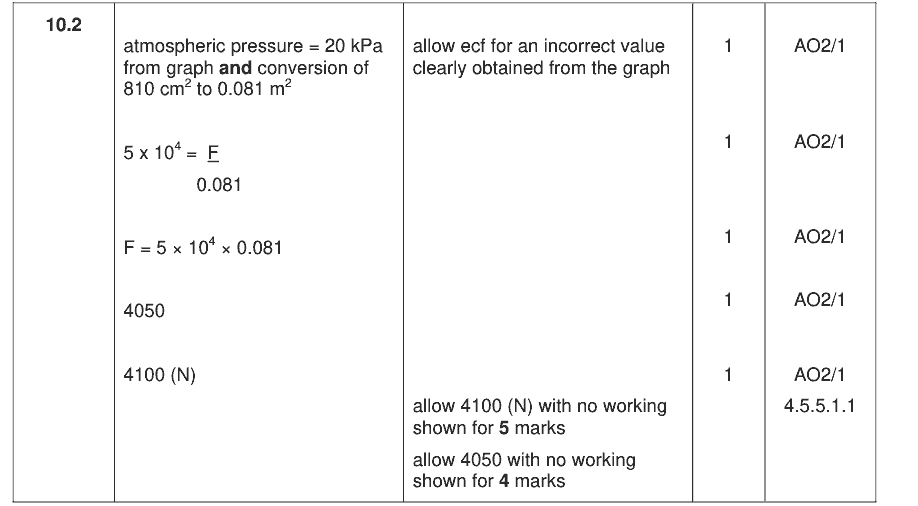 10.2
atmospheric pressure = 20 kPa
from graph and conversion of
810 cm² to 0.081 m²
allow ecf for an incorrect value
clearly obtained from the graph
1
AO2/1
5 x 10⁴ = F
0.081
1
AO2/1
F = 5 × 10⁴ × 0.081
1
AO2/1
4050
1
AO2/1
4100 (N)
1
AO2/1
allow 4100 (N) with no working
shown for 5 marks
4.5.5.1.1
allow 4050 with no working
shown for 4 marks